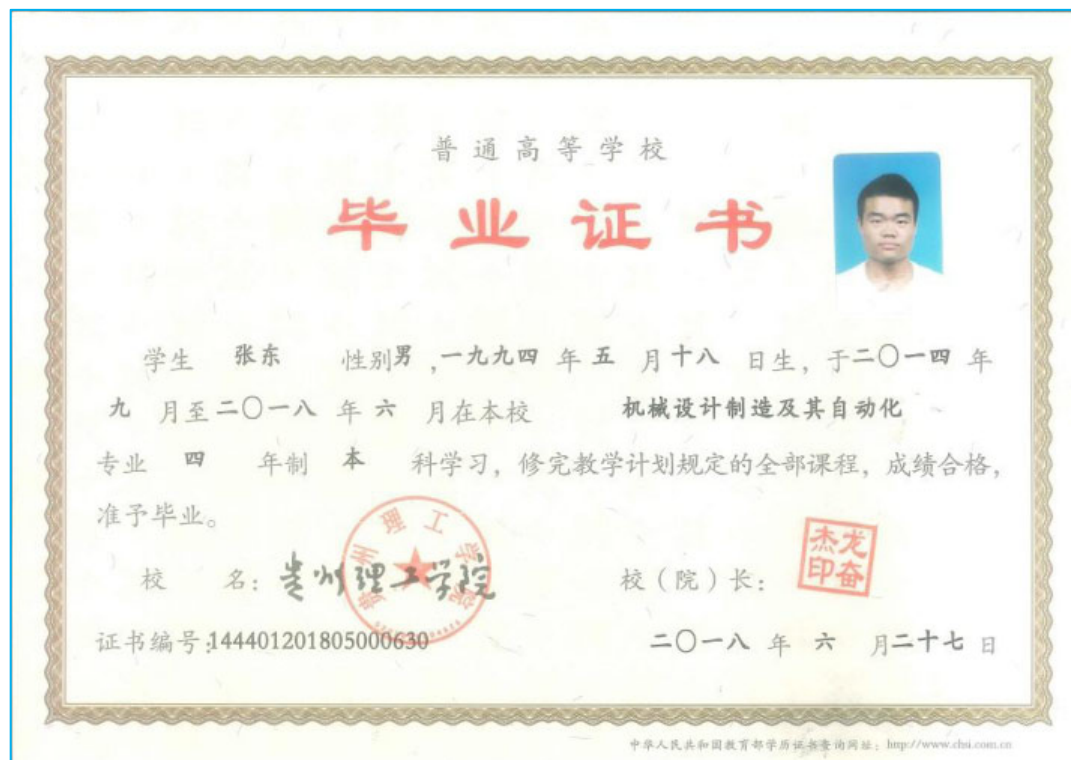 普通高等学校
毕业证书
学生 张东 性别男，一九九四 年 五 月十八 日生，于二〇一四 年
九 月至二〇一八 年 六 月在本校 机械设计制造及其自动化
专业 四 年制 本 科学习，修完教学计划规定的全部课程，成绩合格，
准予毕业。
贵州理工学院
龙奋杰印
校 名：贵州理工学院 校（院）长：
证书编号:144401201805000630 二〇一八 年 六 月二十七 日
中华人民共和国教育部学历证书查询网址：http://www.chsi.com.cn